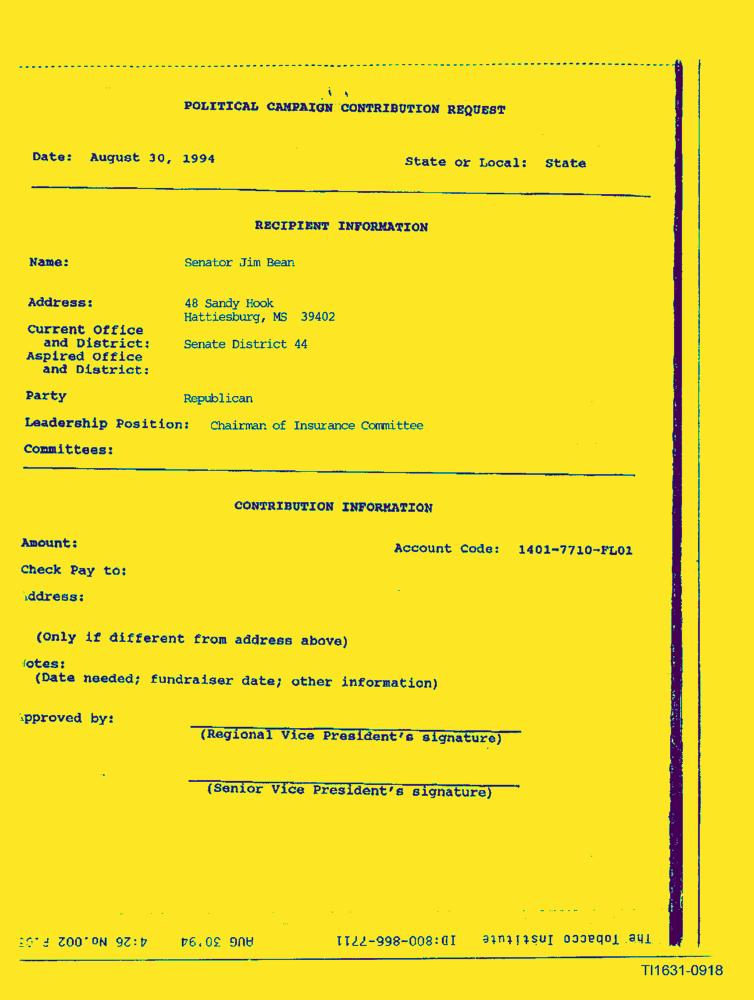 POLITICAL CAMPAIGN CONTRIBUTION REQUEST
Date: August 30, 1994 State or Local: State
RECIPIENT INFORMATION
Name: Senator Jim Bean
Address: 48 Sandy Hook
Hattiesburg, MS 39402
Current Office
and District: Senate District 44
Aspired Office
and District:
Party Republican
Leadership Position: Chairman of Insurance Committee
Committees:
CONTRIBUTION INFORMATION
Amount: Account Code: 1401-7710-FL01
Check Pay to:
ddress:
(Only if different from address above)
otes:
(Date needed; fundraiser date; other information)
pproved by:
(Regional Vice President's signature)
(Senior Vice President's signature)
The Tobacco Institute ID:800-866-7711 AUG 30'94 4:26 No.002
TI1631-0918